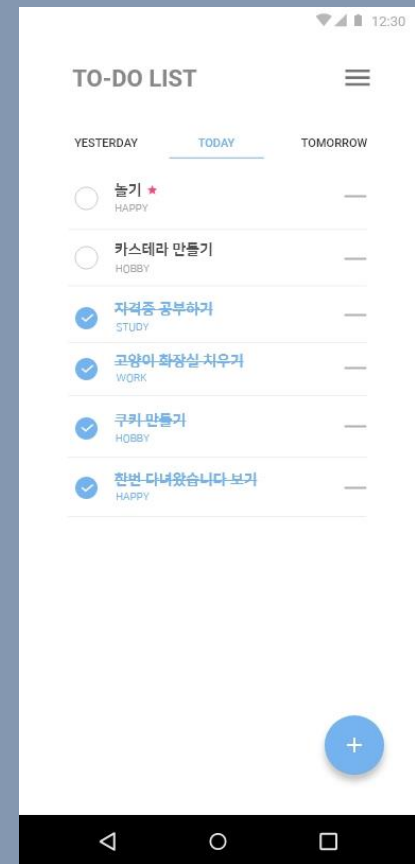 12:30
TO-DO LIST
YESTERDAY TODAY TOMORROW
놀기 ★
HAPPY
카스테라 만들기
HOBBY
자격증 공부하기
STUDY
고양이 화장실 치우기
WORK
쿠키 만들기
HOBBY
한번 다녀왔습니다 보기
HAPPY